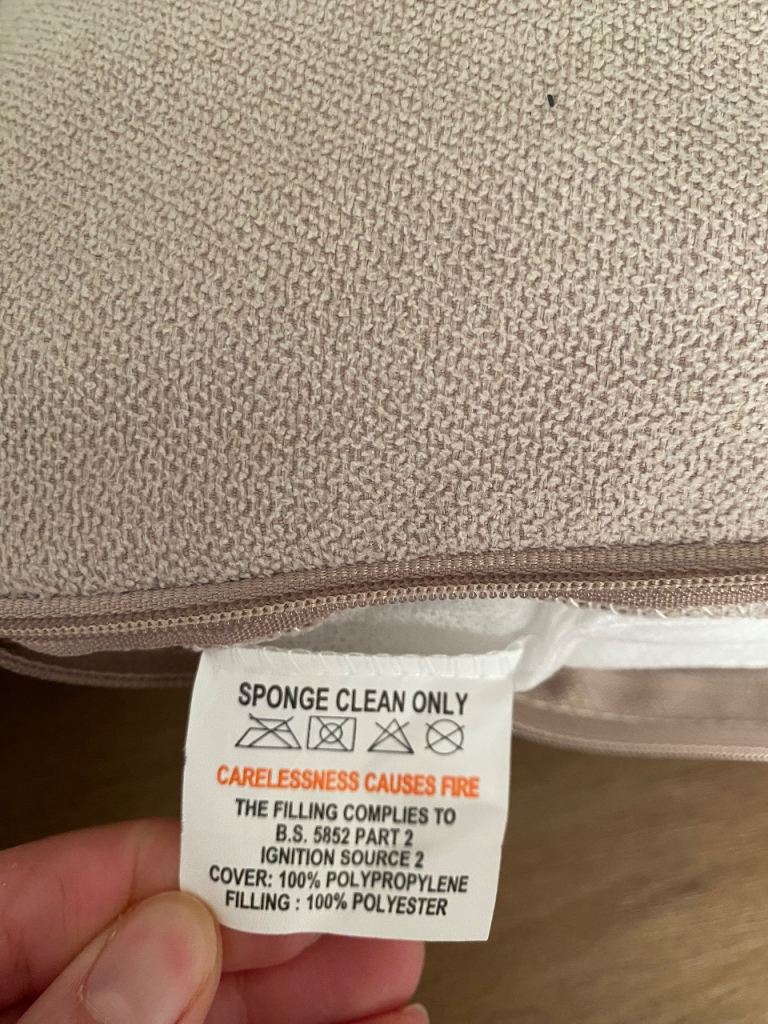 SPONGE CLEAN ONLY
CARELESSNESS CAUSES FIRE
THE FILLING COMPLIES TO
B.S. 5852 PART 2
IGNITION SOURCE 2
COVER: 100% POLYPROPYLENE
FILLING : 100% POLYESTER